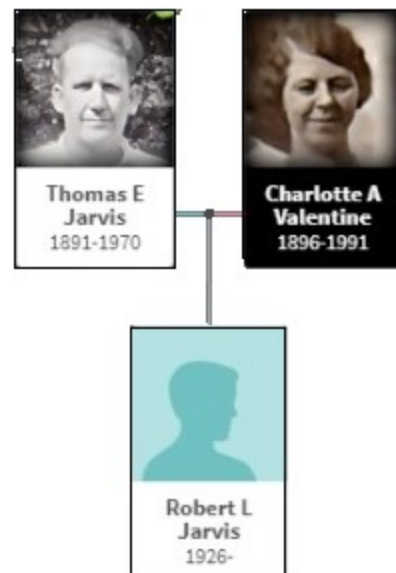 Thomas E
Jarvis
1891-1970
Charlotte A
Valentine
1896-1991
Robert L
Jarvis
1926-